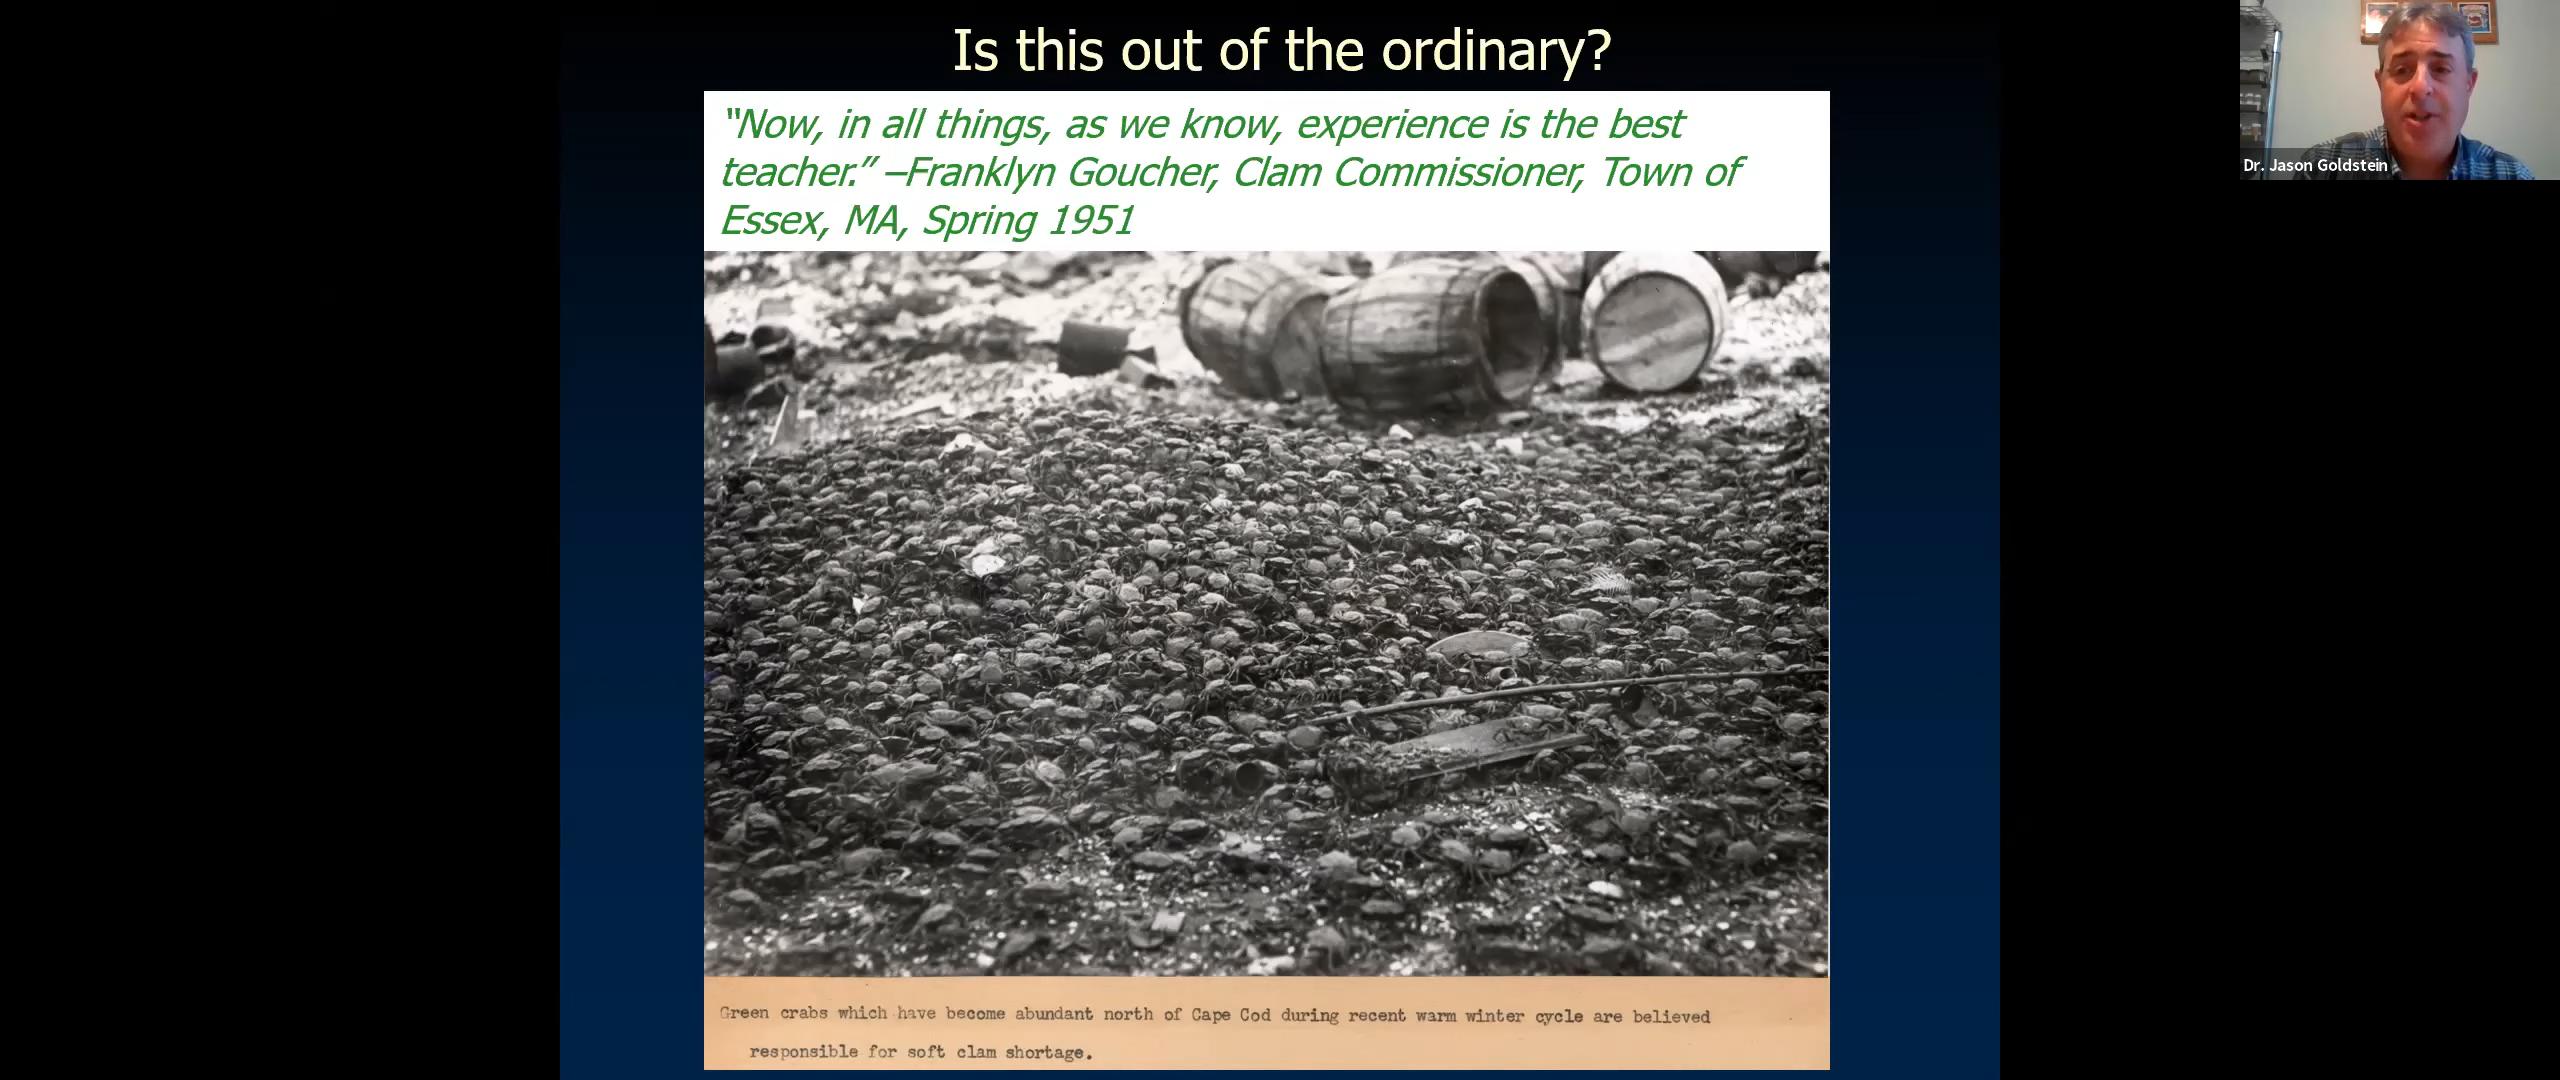 Is this out of the ordinary?
“Now, in all things, as we know, experience is the best
teacher.” –Franklyn Goucher, Clam Commissioner, Town of
Essex, MA, Spring 1951
Dr. Jason Goldstein
Green crabs which have become abundant north of Cape Cod during recent warm winter cycle are believed
responsible for soft clam shortage.